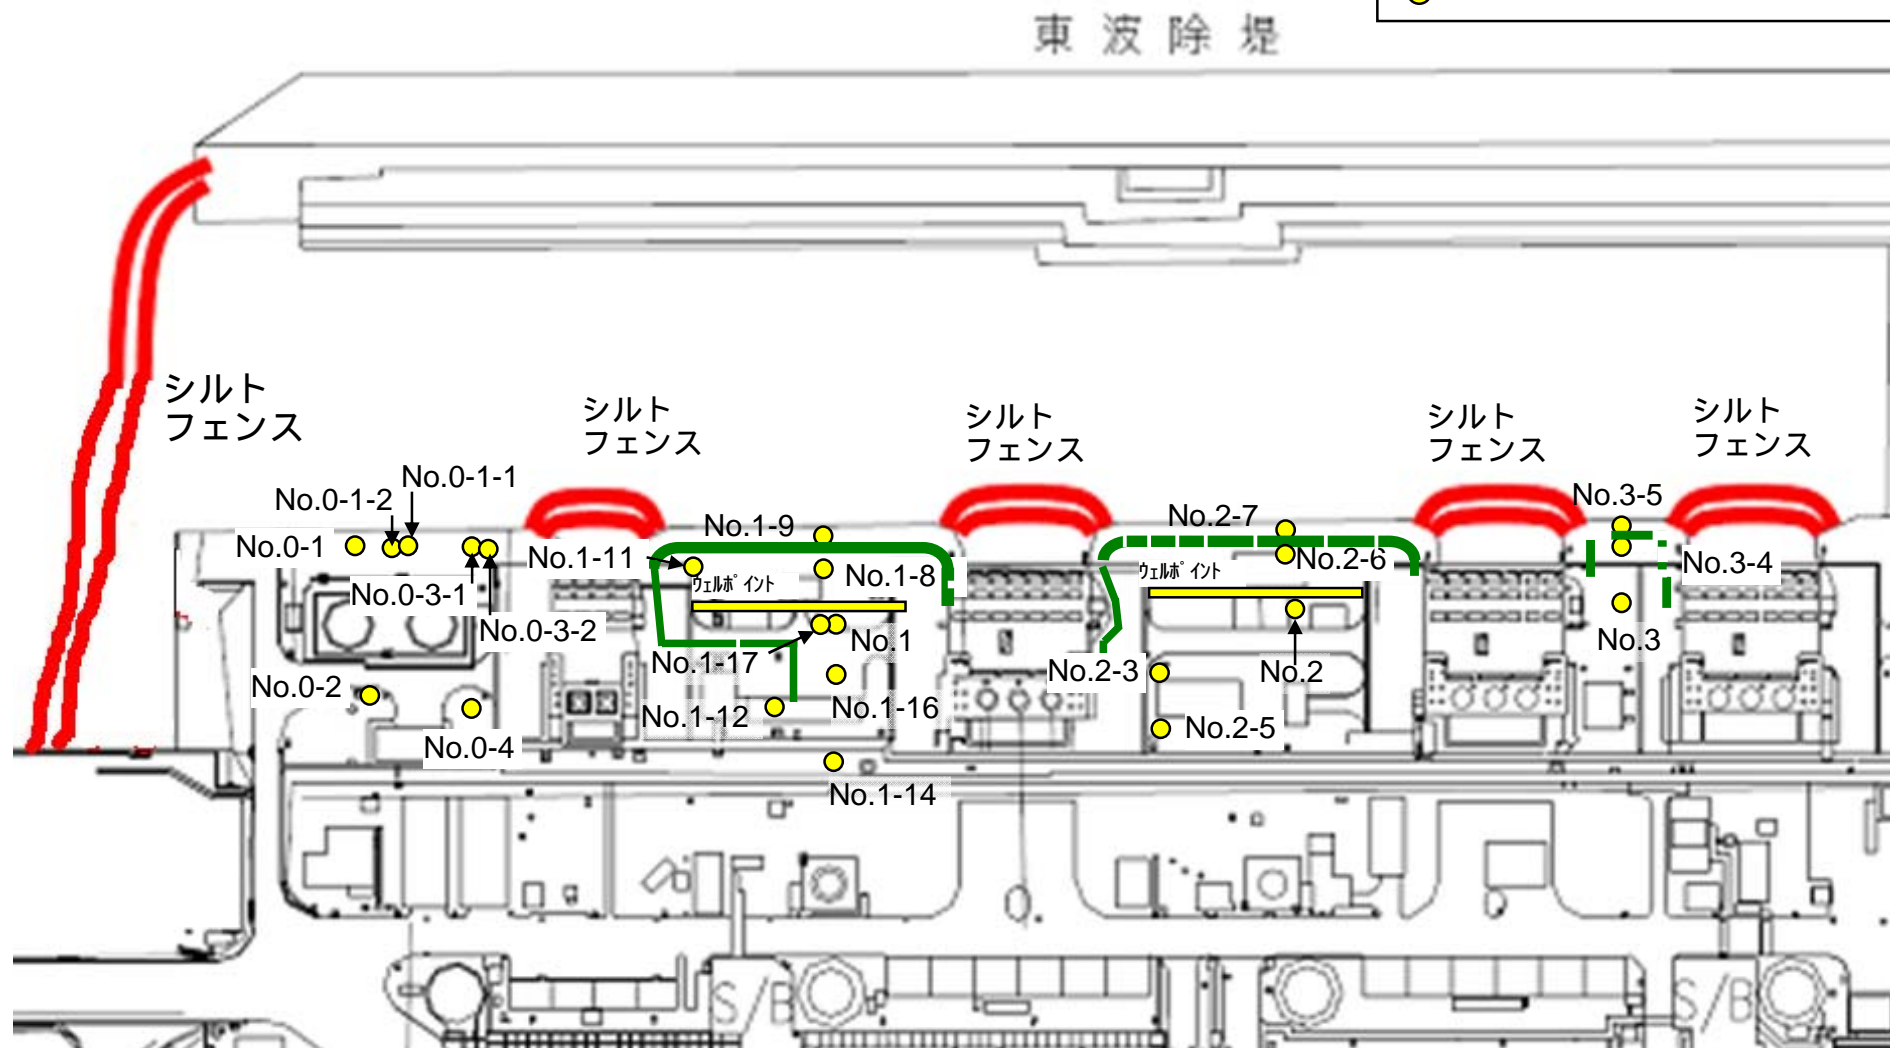 東波除堤
シルト
フェンス
シルト
フェンス
シルト
フェンス
シルト
フェンス
シルト
フェンス
No.0-1-1
No.0-1-2
No.0-1
No.0-3-1
No.0-3-2
No.0-2
No.0-4
No.1-9
No.1-11
ｳｪﾙﾎﾟｲﾝﾄ
No.1-8
No.1
No.1-17
No.1-12
No.1-16
No.1-14
No.2-7
No.2-6
ｳｪﾙﾎﾟｲﾝﾄ
No.2-3
No.2
No.2-5
No.3-5
No.3-4
No.3
S/B
S/B